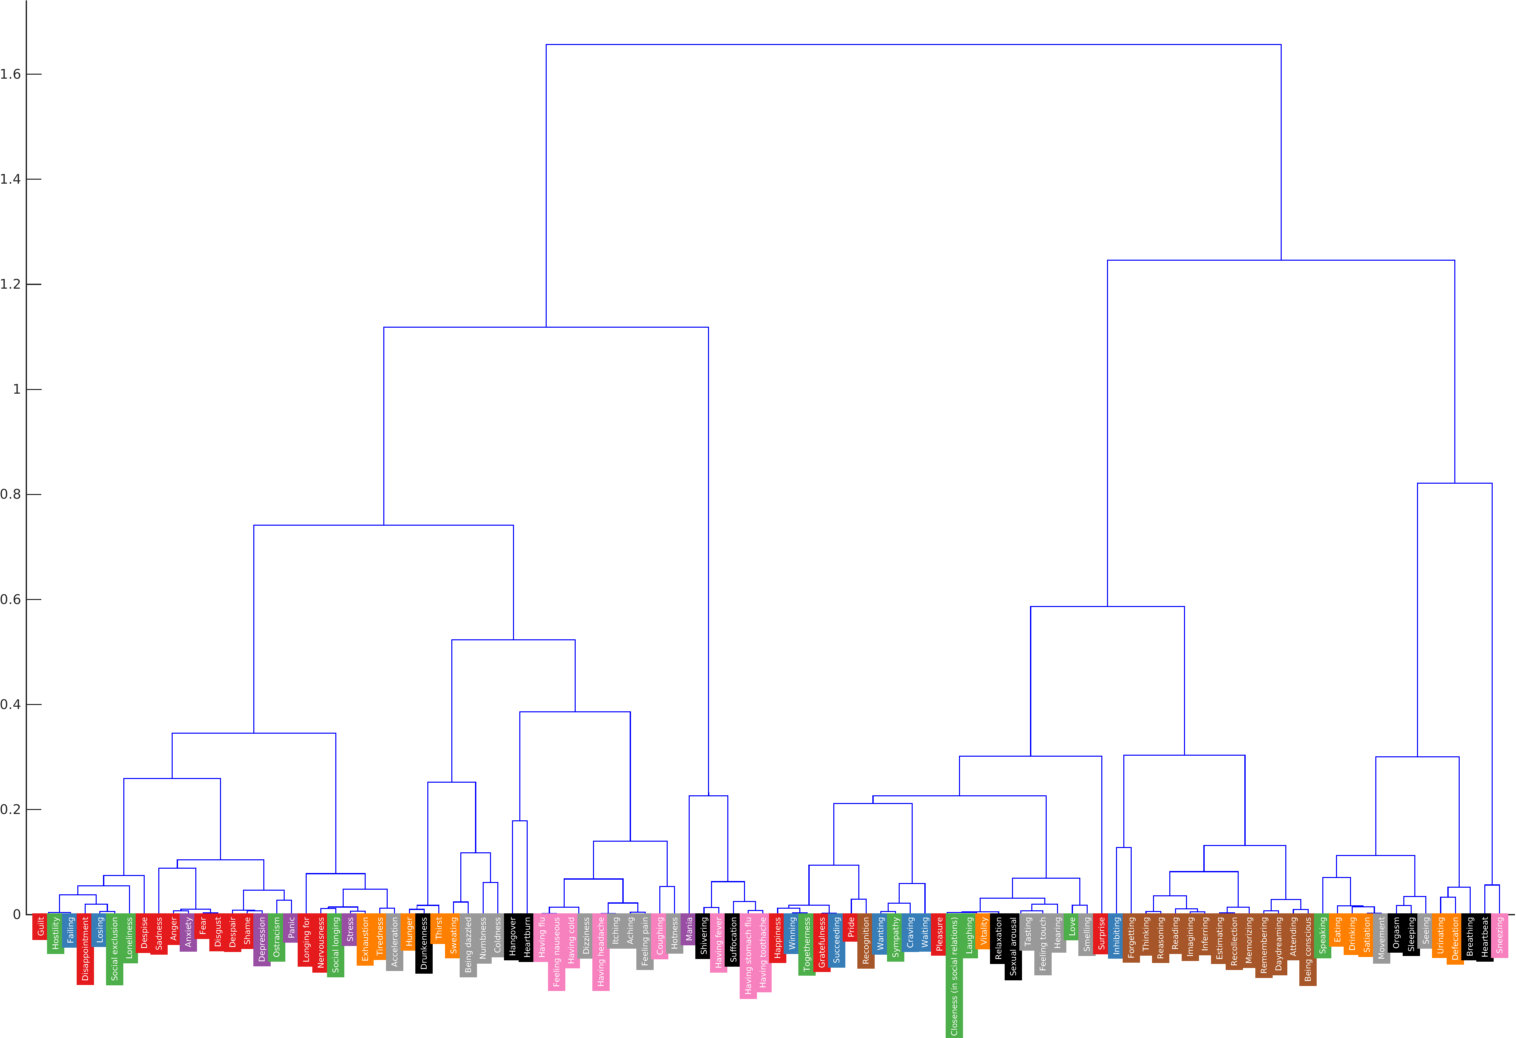 1.6
1.4
1.2
1
0.8
0.6
0.4
0.2
0
Guilt
Hostility
Failing
Disappointment
Losing
Social exclusion
Loneliness
Despise
Sadness
Anger
Anxiety
Fear
Disgust
Despair
Shame
Depression
Ostracism
Panic
Longing for
Nervousness
Social longing
Stress
Exhaustion
Tiredness
Acceleration
Hunger
Drunkenness
Thirst
Sweating
Being dazzled
Numbness
Coldness
Hangover
Heartburn
Having flu
Feeling nauseous
Having cold
Dizziness
Having headache
Itching
Aching
Feeling pain
Coughing
Hotness
Mania
Shivering
Having fever
Suffocation
Having stomach flu
Having toothache
Happiness
Winning
Togetherness
Gratefulness
Succeeding
Pride
Recognition
Wanting
Sympathy
Craving
Waiting
Pleasure
Closeness (in social relations)
Laughing
Vitality
Relaxation
Sexual arousal
Tasting
Feeling touch
Hearing
Love
Smelling
Surprise
Inhibiting
Forgetting
Thinking
Reasoning
Reading
Imagining
Inferring
Estimating
Recollection
Memorizing
Remembering
Daydreaming
Attending
Being conscious
Speaking
Eating
Drinking
Satiation
Movement
Orgasm
Sleeping
Seeing
Urinating
Defecation
Breathing
Heartbeat
Sneezing